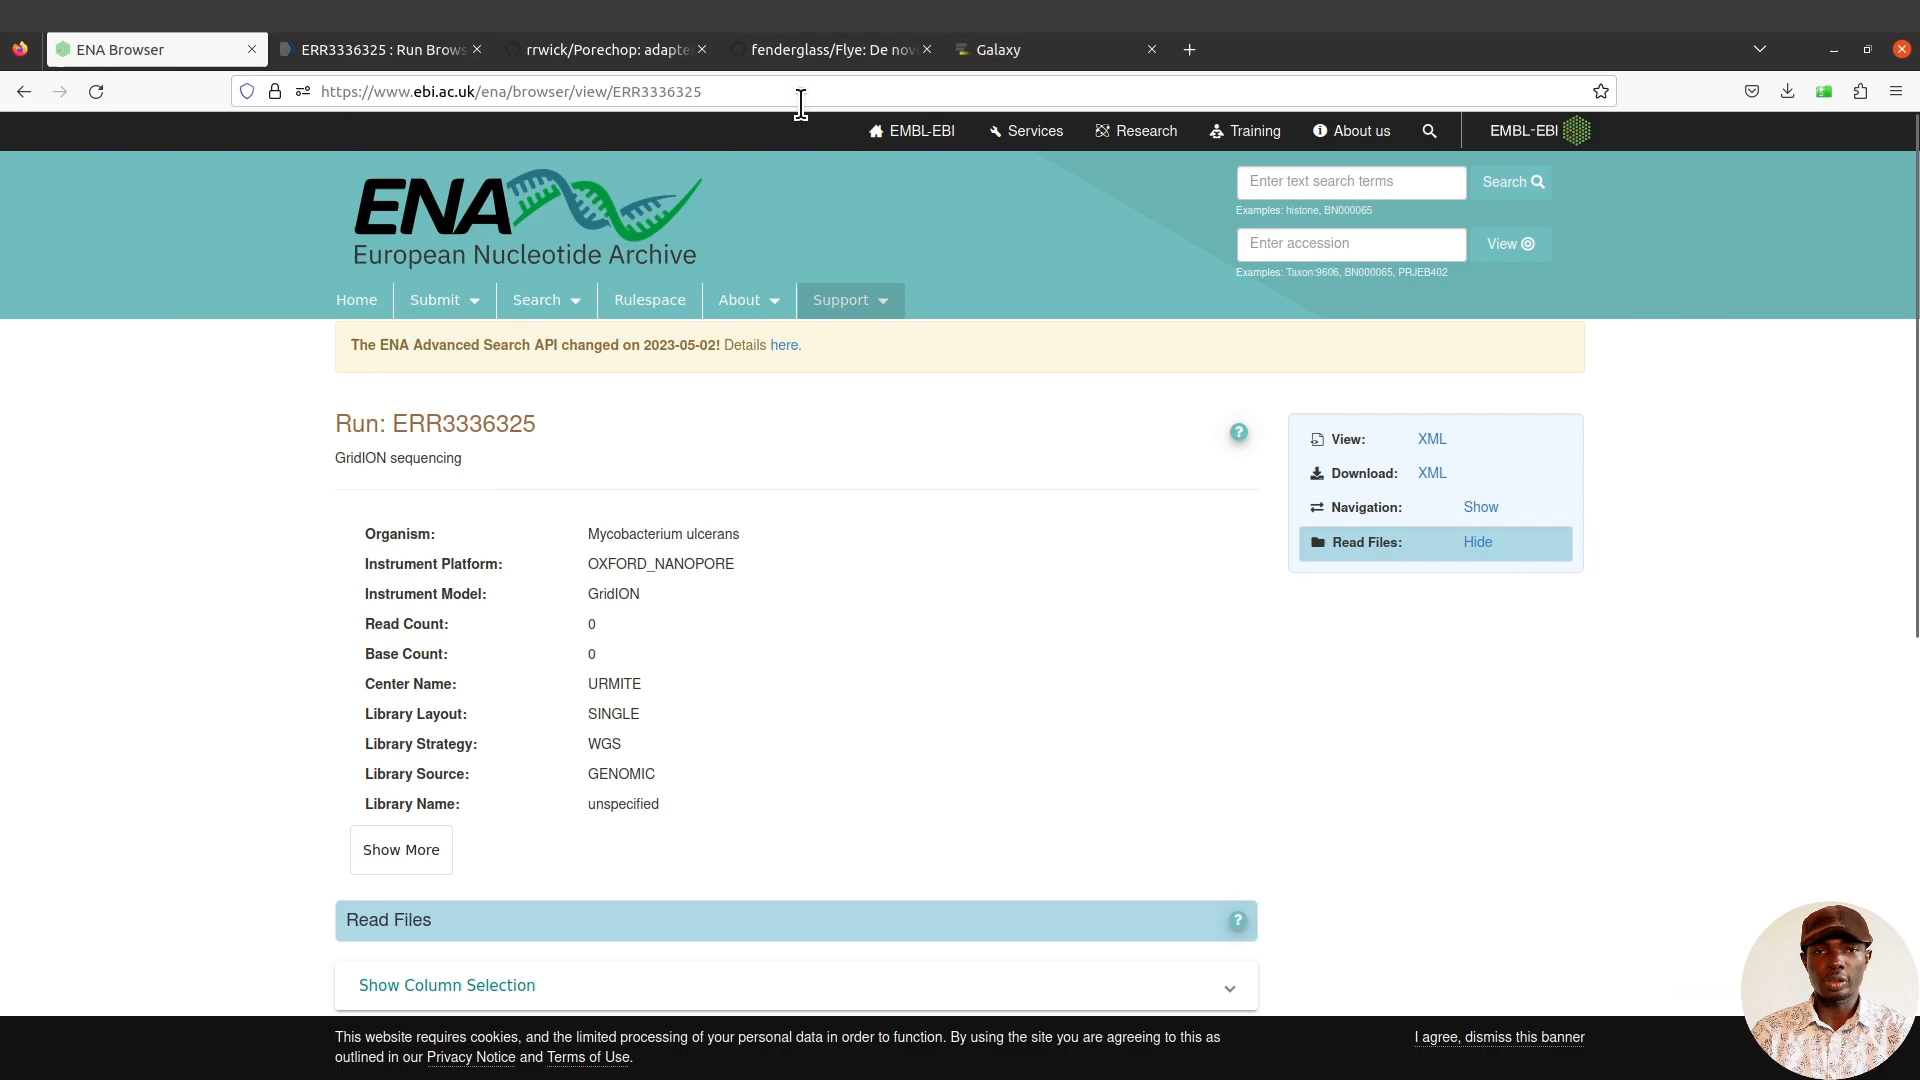 ENA Browser
ERR3336325 : Run Brows
rrwick/Porechop: adapte
fenderglass/Flye: De nov
Galaxy
https://www.ebi.ac.uk/ena/browser/view/ERR3336325
EMBL-EBI
Services
Research
Training
About us
EMBL-EBI
ENA
European Nucleotide Archive
Enter text search terms
Search
Examples: histone, BN000065
Enter accession
View
Examples: Taxon:9606, BN000065, PRJEB402
Home
Submit
Search
Rulespace
About
Support
The ENA Advanced Search API changed on 2023-05-02! Details here.
Run: ERR3336325
GridION sequencing
View: XML
Download: XML
Navigation: Show
Read Files: Hide
Organism: Mycobacterium ulcerans
Instrument Platform: OXFORD_NANOPORE
Instrument Model: GridION
Read Count: 0
Base Count: 0
Center Name: URMITE
Library Layout: SINGLE
Library Strategy: WGS
Library Source: GENOMIC
Library Name: unspecified
Show More
Read Files
Show Column Selection
This website requires cookies, and the limited processing of your personal data in order to function. By using the site you are agreeing to this as
outlined in our Privacy Notice and Terms of Use.
I agree, dismiss this banner